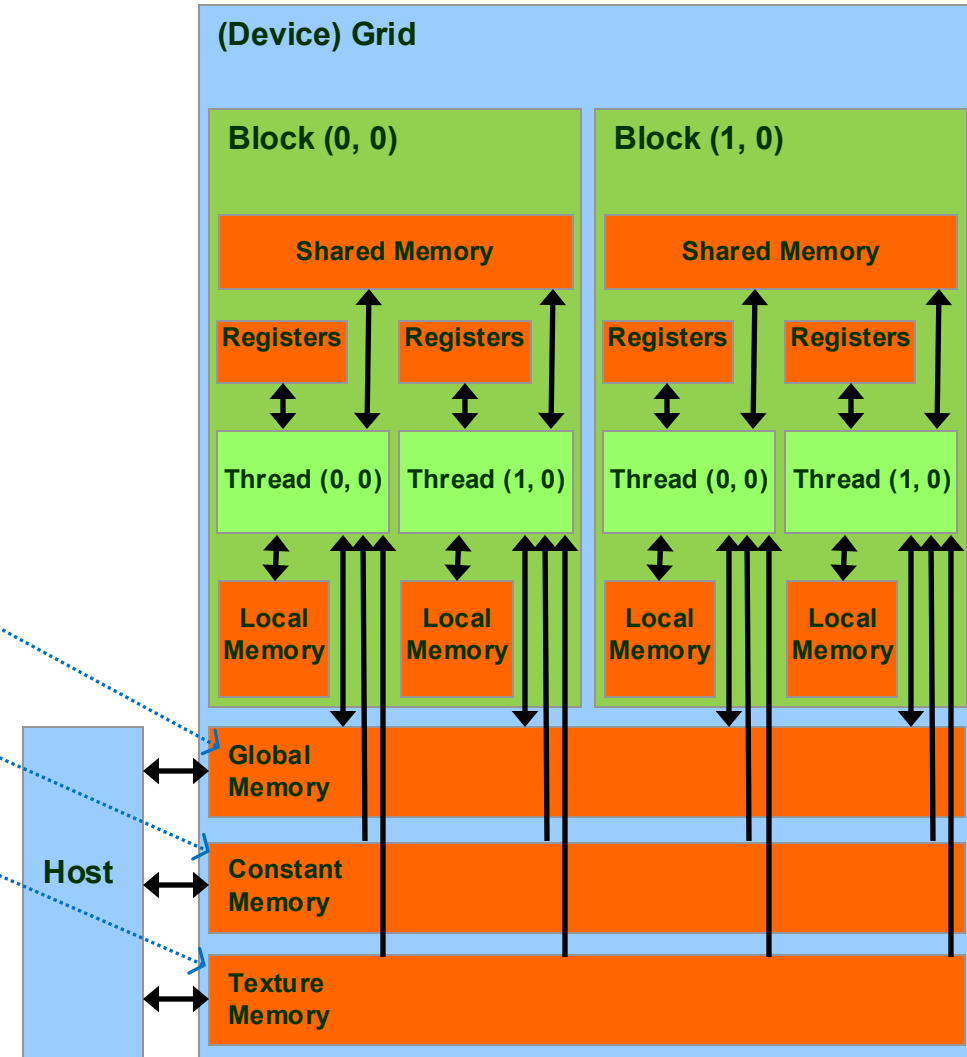 (Device) Grid
Block (0, 0)
Block (1, 0)
Shared Memory
Shared Memory
Registers
Registers
Registers
Registers
Thread (0, 0)
Thread (1, 0)
Thread (0, 0)
Thread (1, 0)
Local
Memory
Local
Memory
Local
Memory
Local
Memory
Global
Memory
Host
Constant
Memory
Texture
Memory